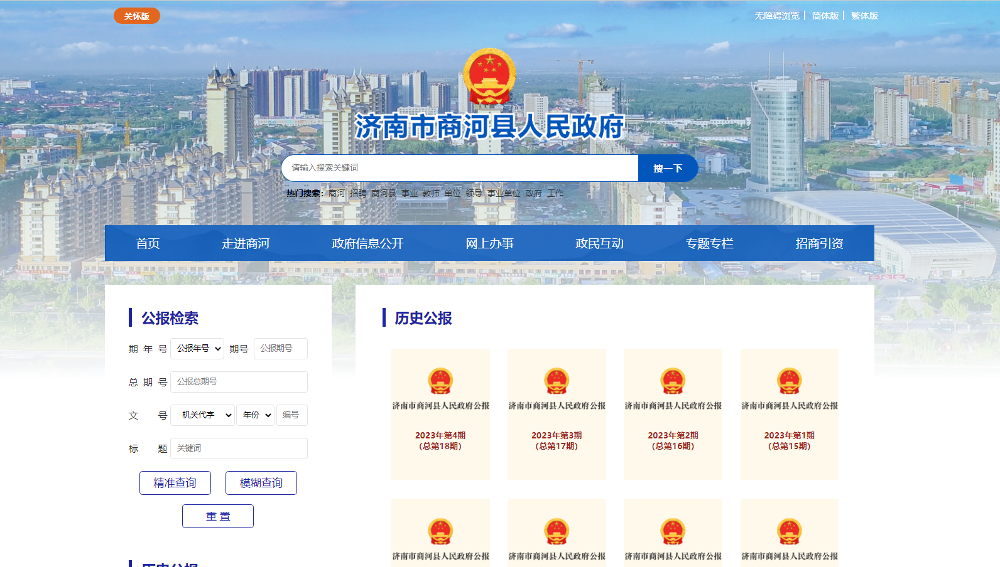 关怀版
无障碍浏览 | 简体版 | 繁体版
济南市商河县人民政府
请输入搜索关键词
搜一下
热门搜索: 商河 招聘 商河县 事业 教师 单位 领导 事业单位 政府 工作
首页 走进商河 政府信息公开 网上办事 政民互动 专题专栏 招商引资
公报检索
期年号 公报年号 期号 公报期号
总期号 公报总期号
文号 机关代字 年份 编号
标题 关键词
精准查询 模糊查询
重 置
历史公报
历史公报
济南市商河县人民政府公报
2023年第4期
(总第18期)
济南市商河县人民政府公报
2023年第3期
(总第17期)
济南市商河县人民政府公报
2023年第2期
(总第16期)
济南市商河县人民政府公报
2023年第1期
(总第15期)
济南市商河县人民政府公报
济南市商河县人民政府公报
济南市商河县人民政府公报
济南市商河县人民政府公报